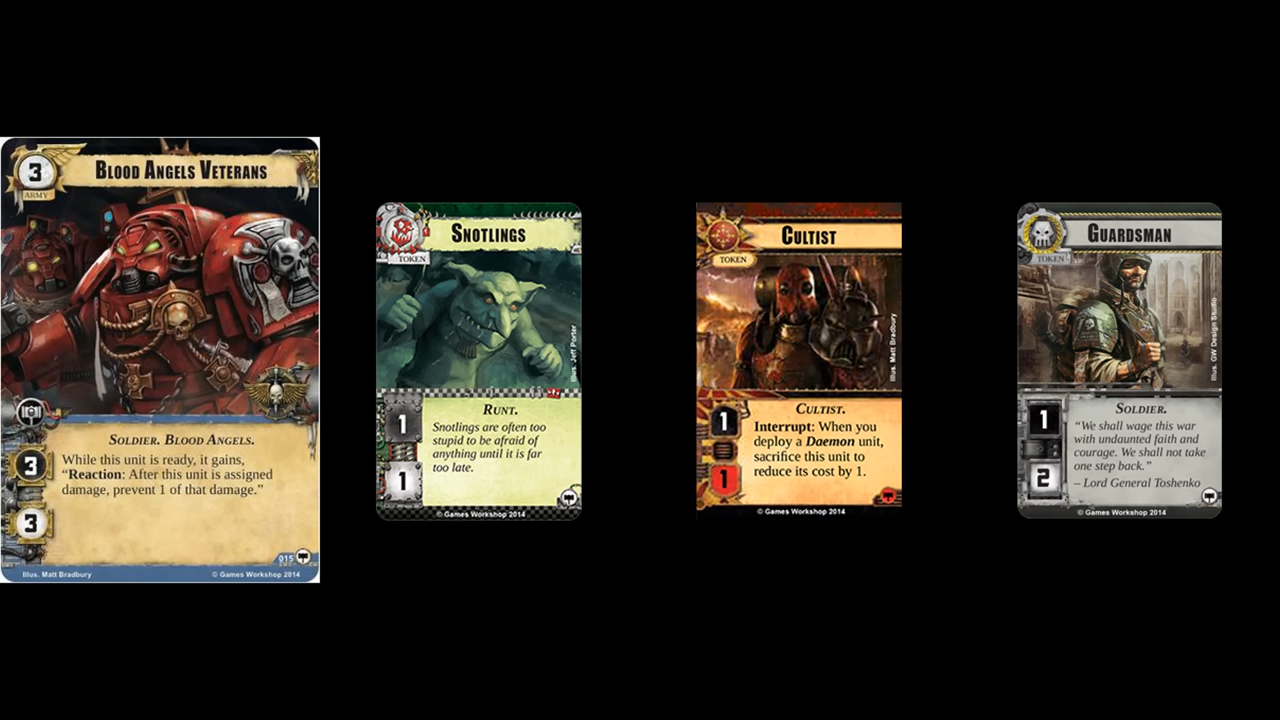 3
BLOOD ANGELS VETERANS
ARMY
SOLDIER. BLOOD ANGELS.
While this unit is ready, it gains,
“Reaction: After this unit is assigned
damage, prevent 1 of that damage.”
3
3
015
Illus. Matt Bradbury
© Games Workshop 2014
SNOTLINGS
TOKEN
Illus. Jeff Porter
RUNT.
Snotlings are often too
stupid to be afraid of
anything until it is far
too late.
1
1
© Games Workshop 2014
CULTIST
TOKEN
Illus. Matt Bradbury
CULTIST.
Interrupt: When you
deploy a Daemon unit,
sacrifice this unit to
reduce its cost by 1.
1
1
© Games Workshop 2014
GUARDSMAN
TOKEN
Illus. GW Design Studio
SOLDIER.
“We shall wage this war
with undaunted faith and
courage. We shall not take
one step back.”
– Lord General Toshenko
1
2
© Games Workshop 2014